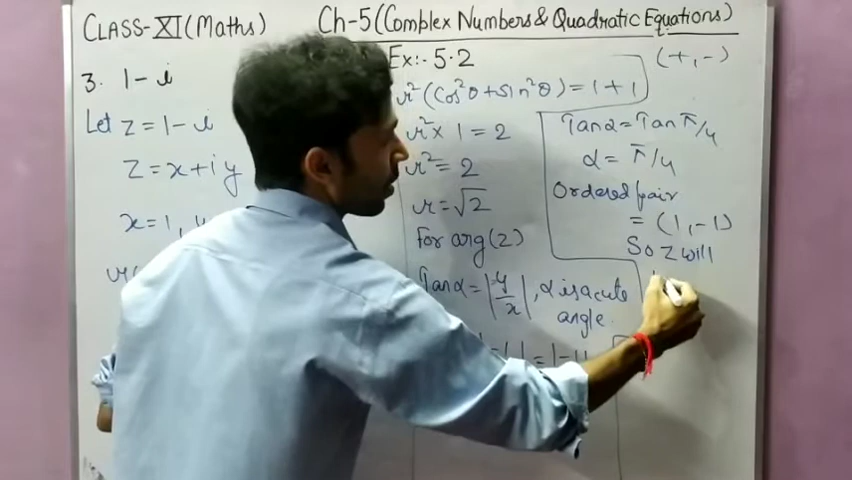 CLASS-XI (Maths)
Ch-5 (Complex Numbers & Quadratic Equations)
Ex:- 5.2
3. 1 - i
Let z = 1 - i
z = x + iy
x = 1, y
r²(cos²θ + sin²θ) = 1 + 1
r² × 1 = 2
r² = 2
r = √2
For arg(z)
Tanα = |y/x|, α is acute
angle.
(+, -)
Tanα = Tan π/4
α = π/4
Ordered pair
= (1, -1)
So z will